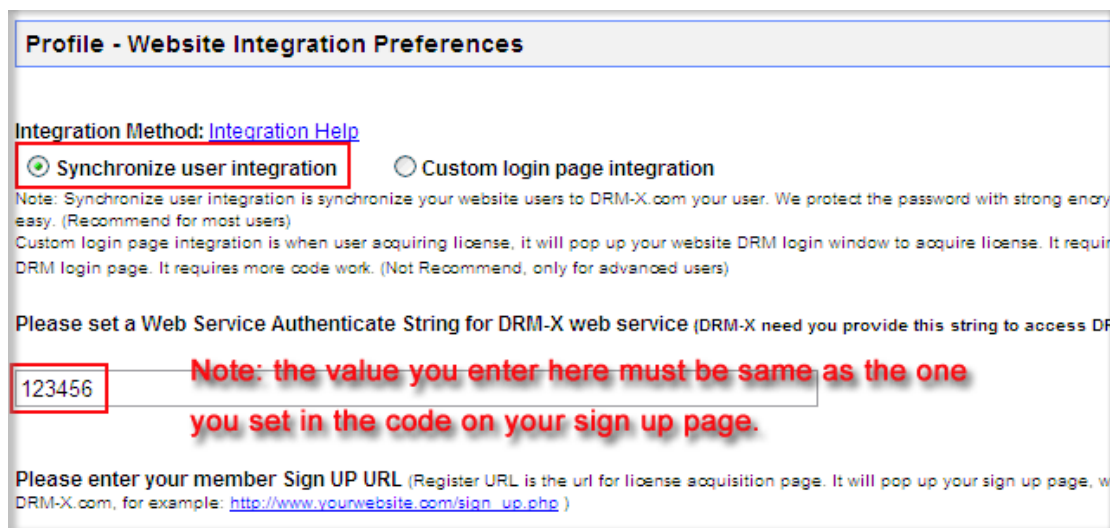 Profile - Website Integration Preferences
Integration Method: Integration Help
Synchronize user integration Custom login page integration
Note: Synchronize user integration is synchronize your website users to DRM-X.com your user. We protect the password with strong
easy. (Recommend for most users)
Custom login page integration is when user acquiring license, it will pop up your website DRM login window to acquire license. It
DRM login page. It requires more code work. (Not Recommend, only for advanced users)
Please set a Web Service Authenticate String for DRM-X web service (DRM-X need you provide this string to access
123456
Note: the value you enter here must be same as the one
you set in the code on your sign up page.
Please enter your member Sign UP URL (Register URL is the url for license acquisition page. It will pop up your sign up page,
DRM-X.com, for example: http://www.yourwebsite.com/sign_up.php )